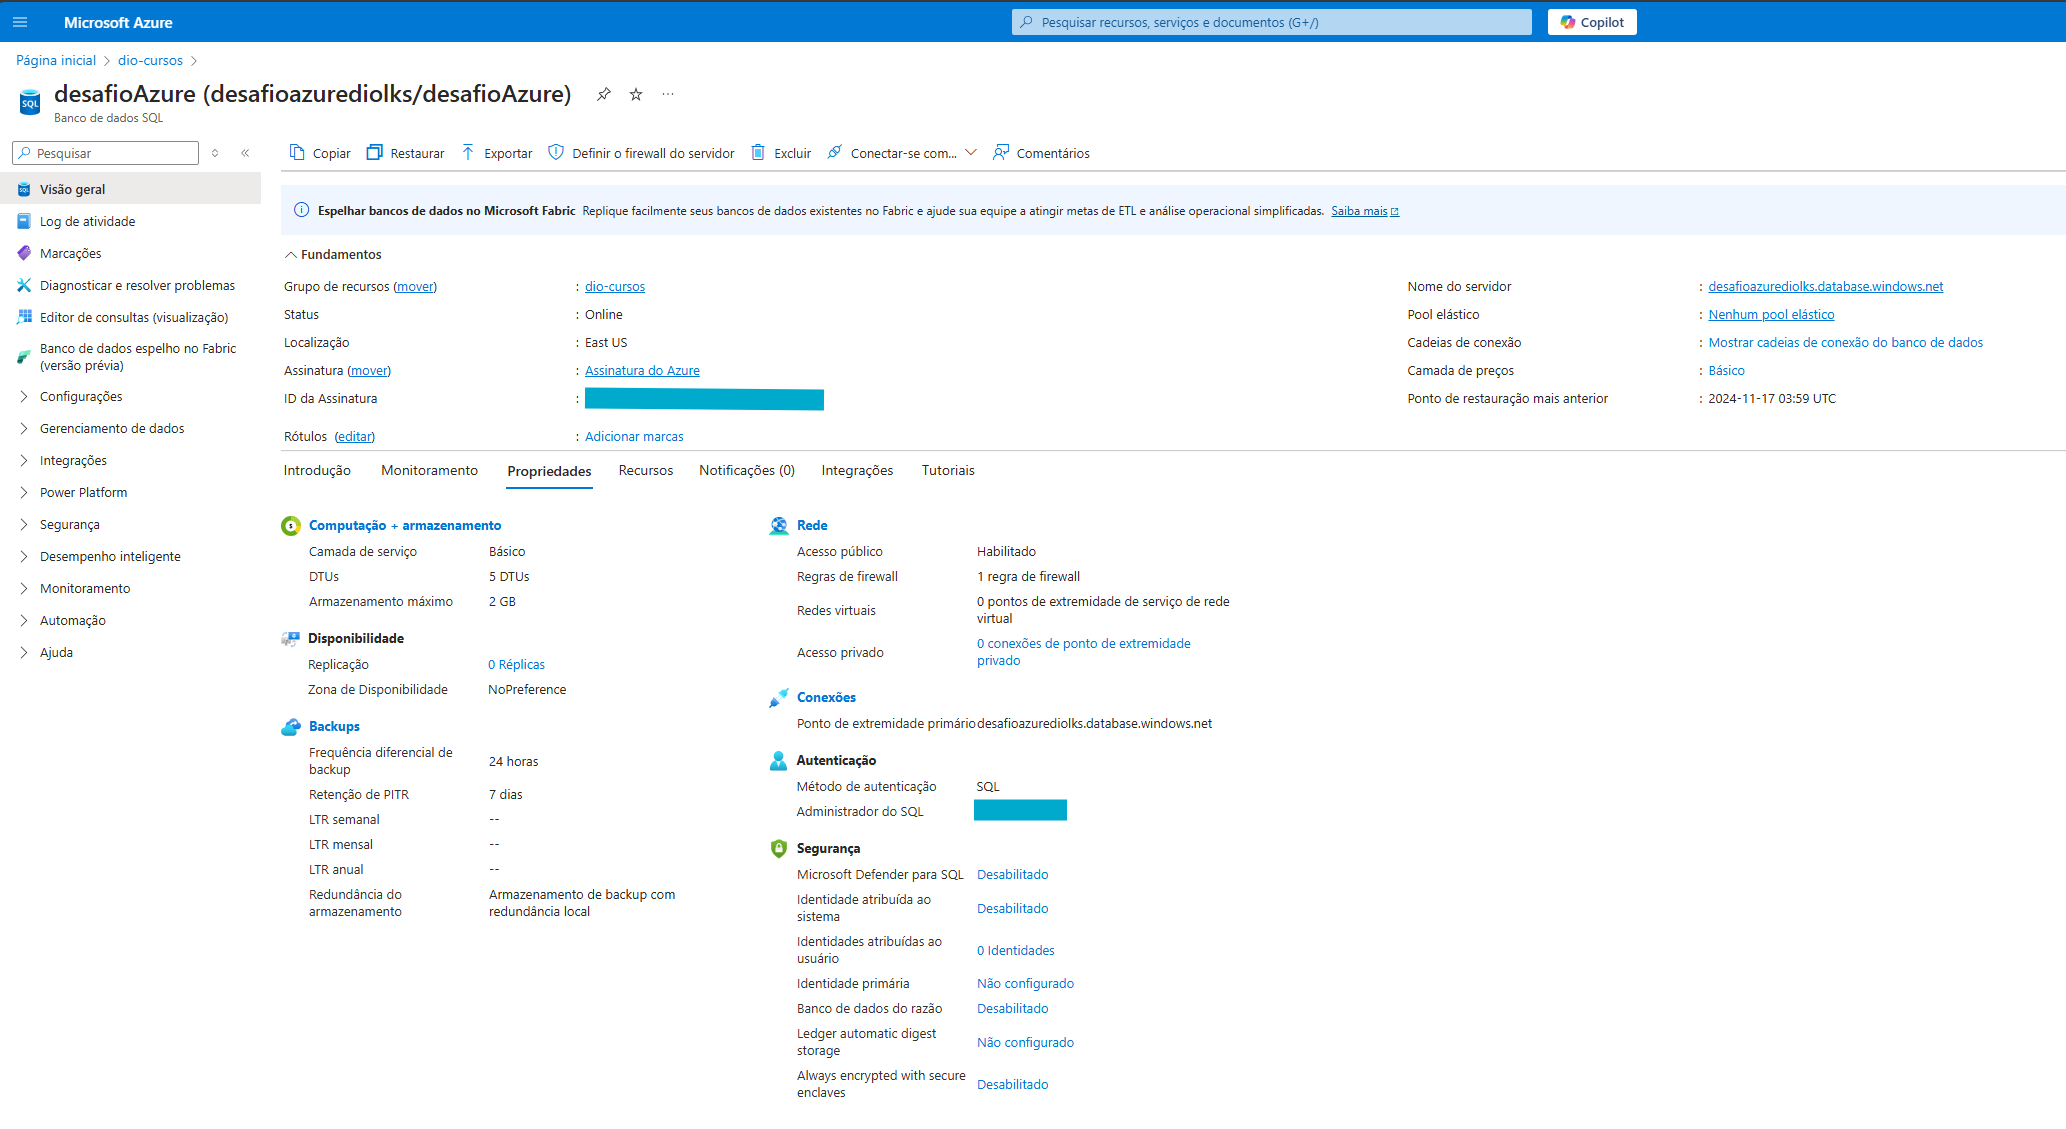 Microsoft Azure
Pesquisar recursos, serviços e documentos (G+/)
Copilot
Página inicial
dio-cursos
SQL
desafioAzure (desafioazurediolks/desafioAzure)
...
Banco de dados SQL
Pesquisar
Copiar
Restaurar
Exportar
Definir o firewall do servidor
Excluir
Conectar-se com...
Comentários
Visão geral
Log de atividade
Marcações
Diagnosticar e resolver problemas
Editor de consultas (visualização)
Banco de dados espelho no Fabric
(versão prévia)
Configurações
Gerenciamento de dados
Integrações
Power Platform
Segurança
Desempenho inteligente
Monitoramento
Automação
Ajuda
Espelhar bancos de dados no Microsoft Fabric Replique facilmente seus bancos de dados existentes no Fabric e ajude sua equipe a atingir metas de ETL e análise operacional simplificadas. Saiba mais
Fundamentos
Grupo de recursos (mover) : dio-cursos
Status : Online
Localização : East US
Assinatura (mover) : Assinatura do Azure
ID da Assinatura :
Rótulos (editar) : Adicionar marcas
Nome do servidor : desafioazurediolks.database.windows.net
Pool elástico : Nenhum pool elástico
Cadeias de conexão : Mostrar cadeias de conexão do banco de dados
Camada de preços : Básico
Ponto de restauração mais anterior : 2024-11-17 03:59 UTC
Introdução
Monitoramento
Propriedades
Recursos
Notificações (0)
Integrações
Tutoriais
Computação + armazenamento
Camada de serviço Básico
DTUs 5 DTUs
Armazenamento máximo 2 GB
Disponibilidade
Replicação 0 Réplicas
Zona de Disponibilidade NoPreference
Backups
Frequência diferencial de
backup
24 horas
Retenção de PITR 7 dias
LTR semanal --
LTR mensal --
LTR anual --
Redundância do
armazenamento
Armazenamento de backup com
redundância local
Rede
Acesso público Habilitado
Regras de firewall 1 regra de firewall
Redes virtuais
0 pontos de extremidade de serviço de rede
virtual
Acesso privado
0 conexões de ponto de extremidade
privado
Conexões
Ponto de extremidade primário desafioazurediolks.database.windows.net
Autenticação
Método de autenticação SQL
Administrador do SQL
Segurança
Microsoft Defender para SQL Desabilitado
Identidade atribuída ao
sistema
Desabilitado
Identidades atribuídas ao
usuário
0 Identidades
Identidade primária Não configurado
Banco de dados do razão Desabilitado
Ledger automatic digest
storage
Não configurado
Always encrypted with secure
enclaves
Desabilitado